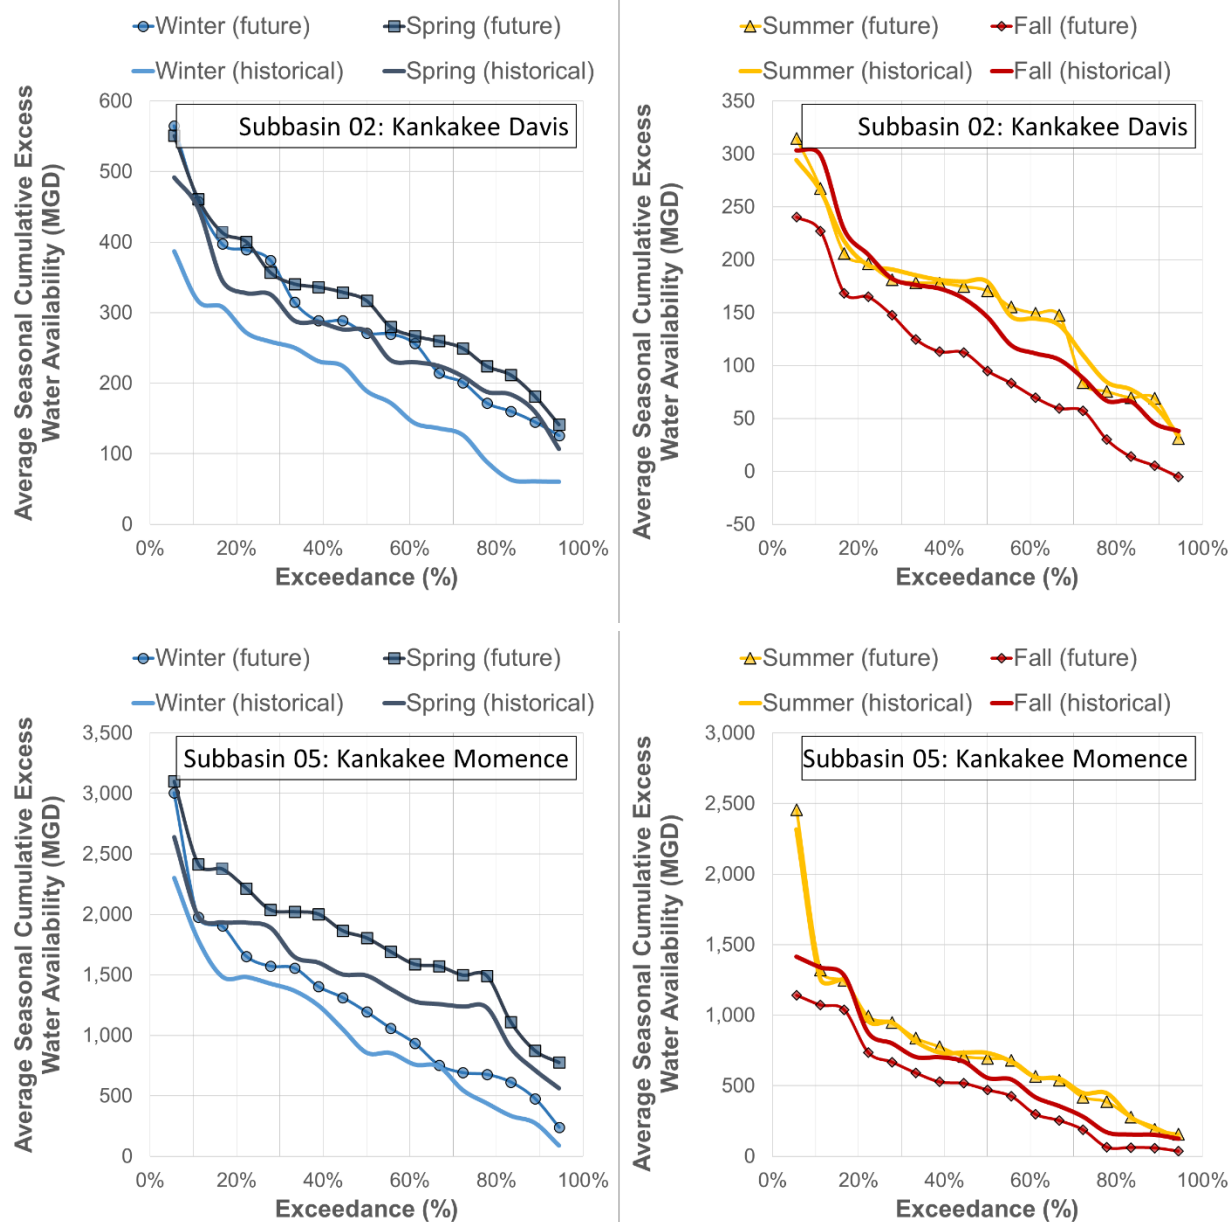 Winter (future) Spring (future)
Winter (historical) Spring (historical)
Average Seasonal Cumulative Excess
Water Availability (MGD)
600
500
400
300
200
100
0
Subbasin 02: Kankakee Davis
0% 20% 40% 60% 80% 100%
Exceedance (%)
Summer (future) Fall (future)
Summer (historical) Fall (historical)
Average Seasonal Cumulative Excess
Water Availability (MGD)
350
300
250
200
150
100
50
0
-50
Subbasin 02: Kankakee Davis
0% 20% 40% 60% 80% 100%
Exceedance (%)
Winter (future) Spring (future)
Winter (historical) Spring (historical)
Average Seasonal Cumulative Excess
Water Availability (MGD)
3,500
3,000
2,500
2,000
1,500
1,000
500
0
Subbasin 05: Kankakee Momence
0% 20% 40% 60% 80% 100%
Exceedance (%)
Summer (future) Fall (future)
Summer (historical) Fall (historical)
Average Seasonal Cumulative Excess
Water Availability (MGD)
3,000
2,500
2,000
1,500
1,000
500
0
Subbasin 05: Kankakee Momence
0% 20% 40% 60% 80% 100%
Exceedance (%)